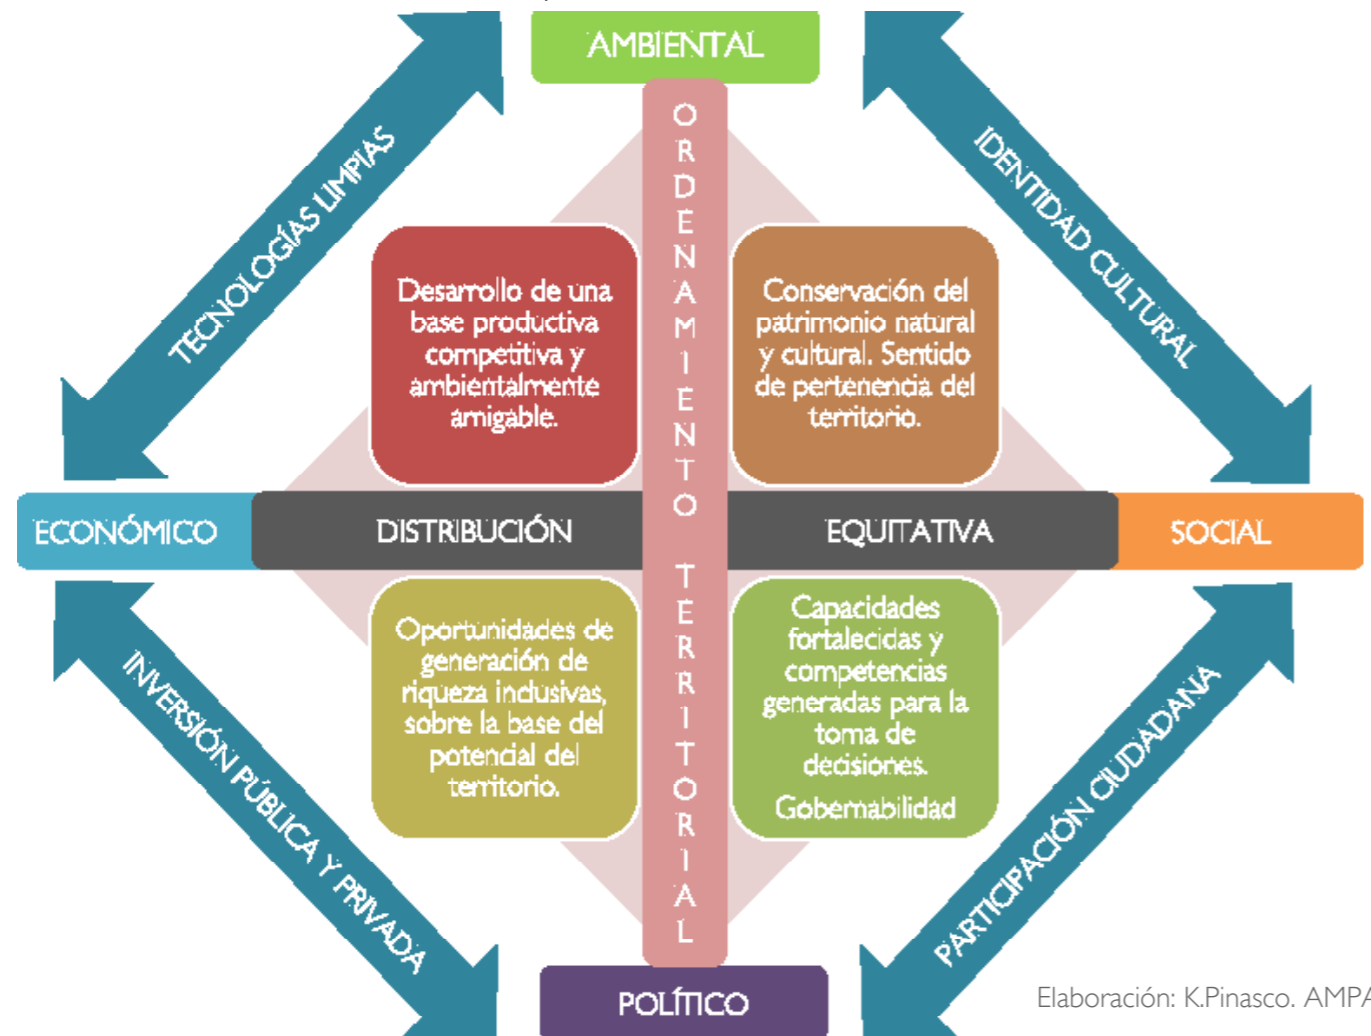 AMBIENTAL
TECNOLOGÍAS LIMPIAS
IDENTIDAD CULTURAL
ORDENAMIENTO TERRITORIAL
Desarrollo de una
base productiva
competitiva y
ambientalmente
amigable.
Conservación del
patrimonio natural
y cultural. Sentido
de pertenencia del
territorio.
ECONÓMICO
DISTRIBUCIÓN
EQUITATIVA
SOCIAL
Oportunidades de
generación de
riqueza inclusivas,
sobre la base del
potencial del
territorio.
Capacidades
fortalecidas y
competencias
generadas para la
toma de
decisiones.
Gobernabilidad
INVERSIÓN PÚBLICA Y PRIVADA
PARTICIPACIÓN CIUDADANA
POLÍTICO
Elaboración: K.Pinasco. AMPA